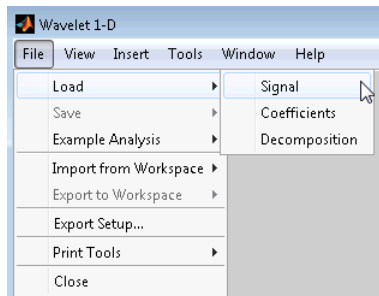 Wavelet 1-D
File View Insert Tools Window Help
Load
Signal
Save
Coefficients
Example Analysis
Decomposition
Import from Workspace
Export to Workspace
Export Setup...
Print Tools
Close